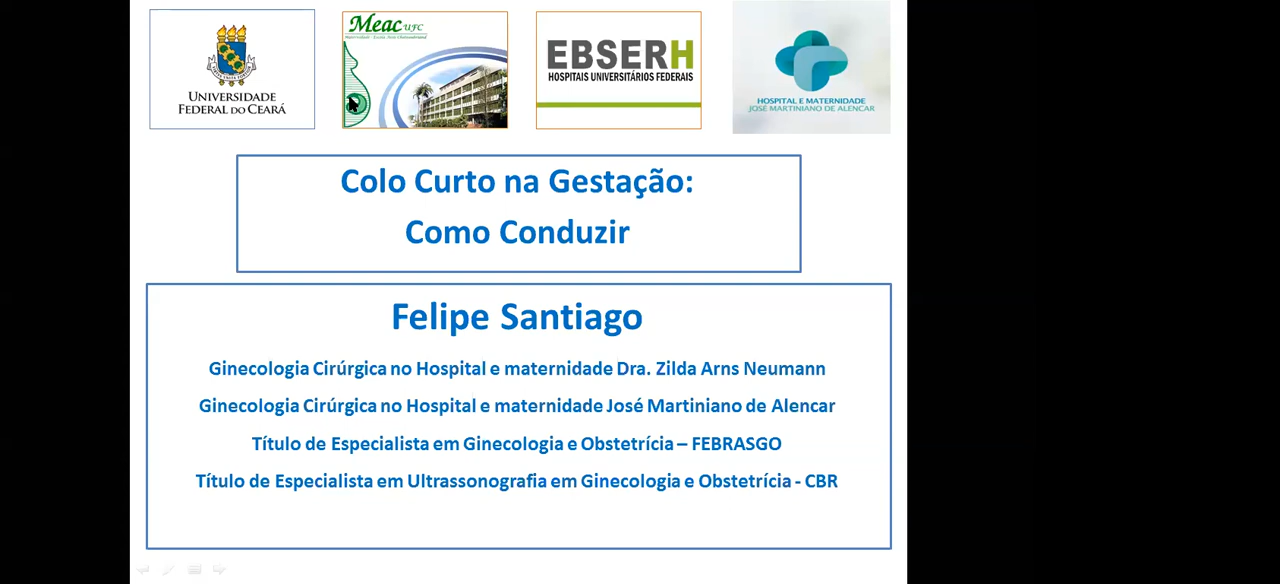 UNIVERSIDADE
FEDERAL DO CEARÁ
Meac UFC
EBSERH
HOSPITAIS UNIVERSITÁRIOS FEDERAIS
HOSPITAL E MATERNIDADE
JOSÉ MARTINIANO DE ALENCAR
Colo Curto na Gestação:
Como Conduzir
Felipe Santiago
Ginecologia Cirúrgica no Hospital e maternidade Dra. Zilda Arns Neumann
Ginecologia Cirúrgica no Hospital e maternidade José Martiniano de Alencar
Título de Especialista em Ginecologia e Obstetrícia – FEBRASGO
Título de Especialista em Ultrassonografia em Ginecologia e Obstetrícia - CBR